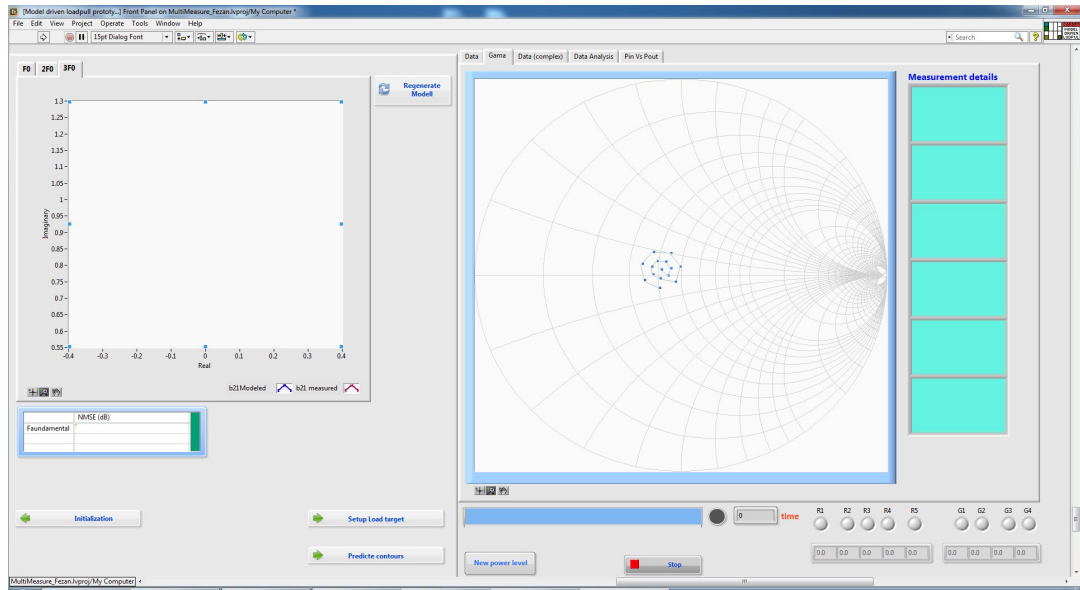 [Model driven loadpull prototy...] Front Panel on MultiMeasure_Fezan.lvproj/My Computer *
File Edit View Project Operate Tools Window Help
15pt Dialog Font
Search
F0 2F0 3F0
Regenerate
Modell
1.3
1.25
1.2
1.15
1.1
1.05
1
0.95
0.9
0.85
0.8
0.75
0.7
0.65
0.6
0.55
Imaginary
-0.4 -0.3 -0.2 -0.1 0 0.1 0.2 0.3 0.4
Real
b21Modeled b21 measured
NMSE (dB)
Faundamental
Initialization
Setup Load target
Predicte contours
Data Gama Data (complex) Data Analysis Pin Vs Pout
Measurement details
0 time
R1 R2 R3 R4 R5 G1 G2 G3 G4
0.0 0.0 0.0 0.0 0.0 0.0 0.0 0.0 0.0
New power level
Stop
MultiMeasure_Fezan.lvproj/My Computer